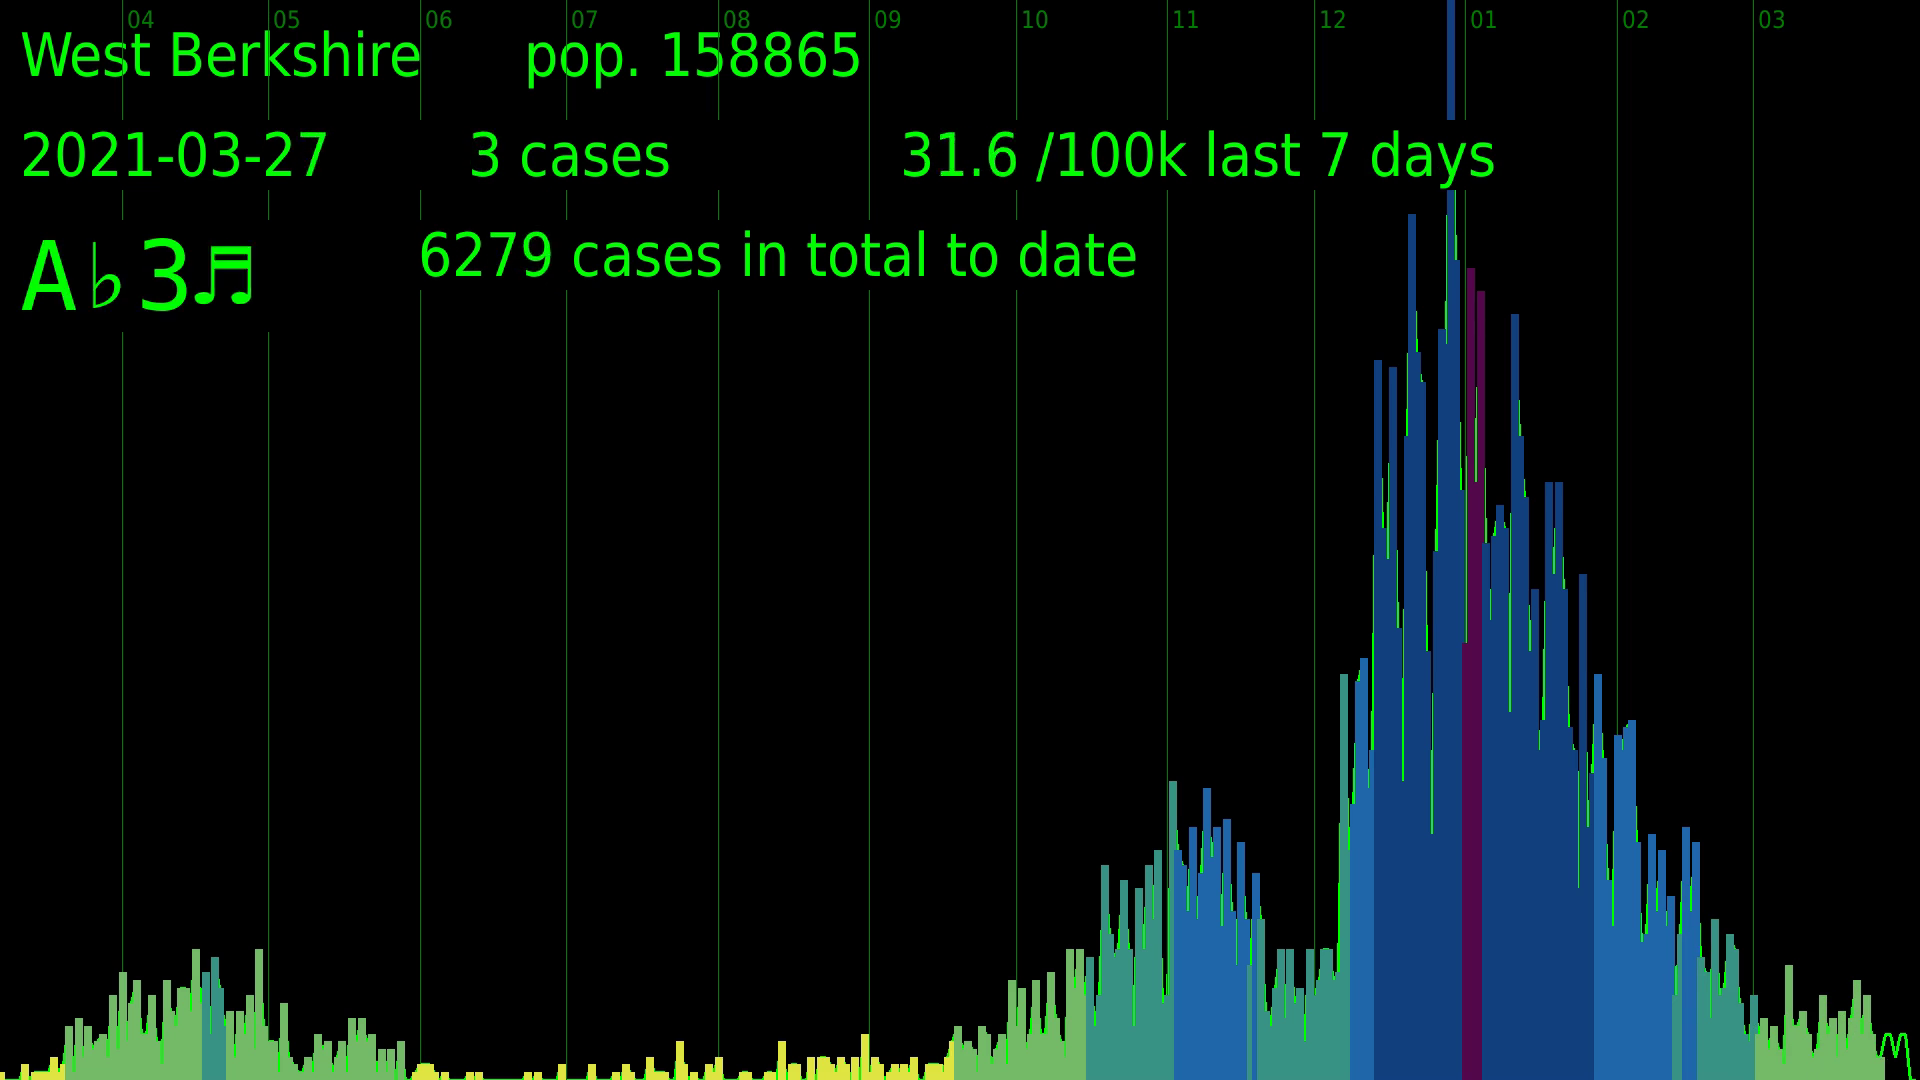 04 05 06 07 08 09 10 11 12 01 02 03
West Berkshire pop. 158865
2021-03-27 3 cases 31.6 /100k last 7 days
A♭3♬ 6279 cases in total to date